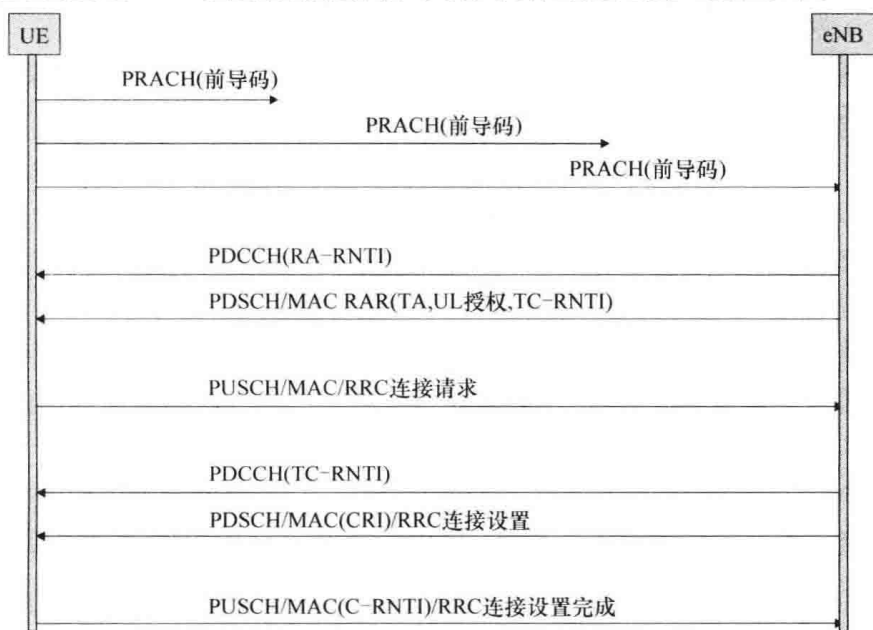 UE
eNB
PRACH(前导码)
PRACH(前导码)
PRACH(前导码)
PDCCH(RA-RNTI)
PDSCH/MAC RAR(TA,UL授权,TC-RNTI)
PUSCH/MAC/RRC连接请求
PDCCH(TC-RNTI)
PDSCH/MAC(CRI)/RRC连接设置
PUSCH/MAC(C-RNTI)/RRC连接设置完成